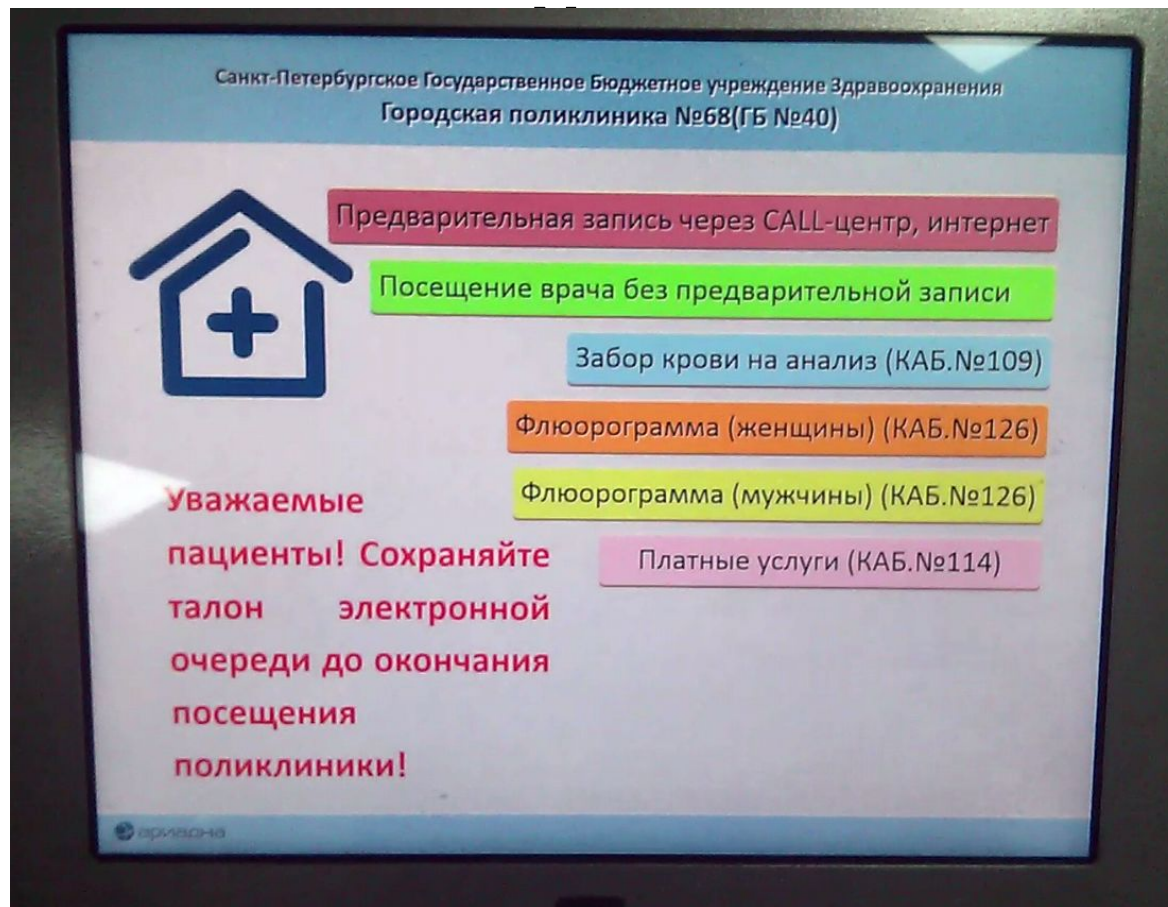 Санкт-Петербургское Государственное Бюджетное учреждение Здравоохранения
Городская поликлиника №68(ГБ №40)
Предварительная запись через CALL-центр, интернет
Посещение врача без предварительной записи
Забор крови на анализ (КАБ.№109)
Флюорограмма (женщины) (КАБ.№126)
Флюорограмма (мужчины) (КАБ.№126)
Платные услуги (КАБ.№114)
Уважаемые
пациенты! Сохраняйте
талон электронной
очереди до окончания
посещения
поликлиники!
ариадна